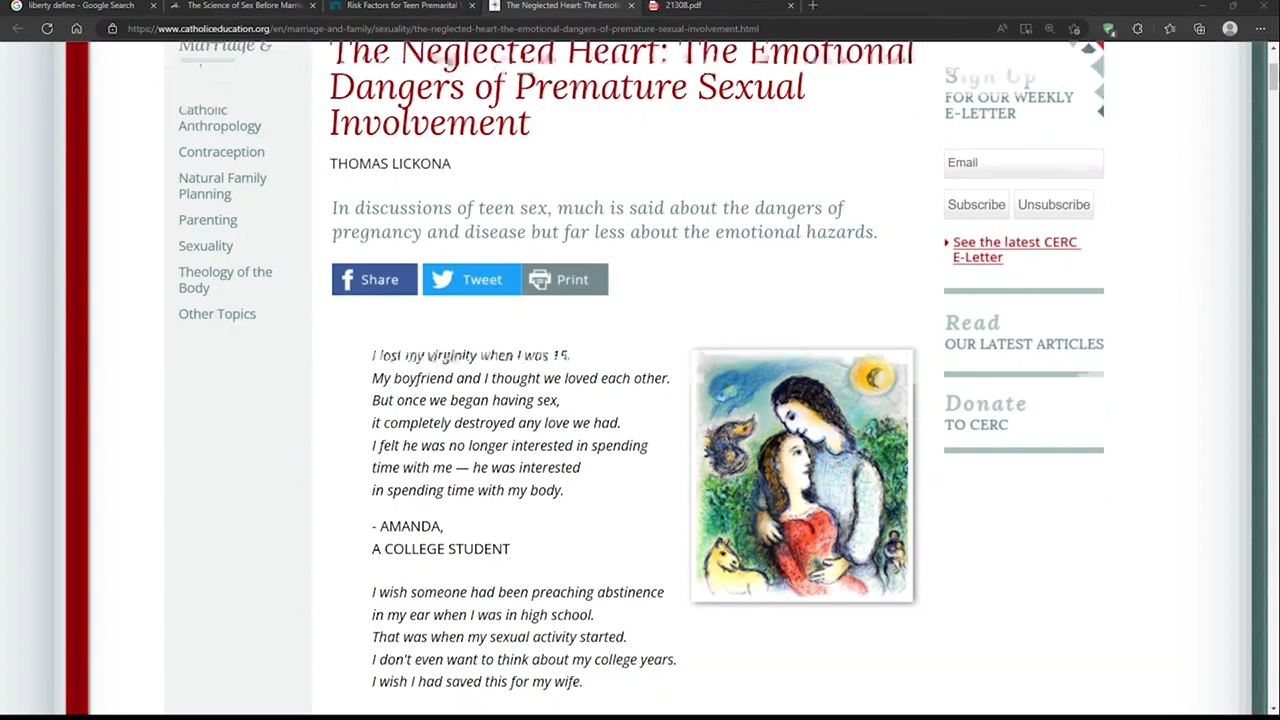 liberty define - Google Search
The Science of Sex Before Marri
Risk Factors for Teen Premarital S
The Neglected Heart: The Emoti
21308.pdf
https://www.catholiceducation.org/en/marriage-and-family/sexuality/the-neglected-heart-the-emotional-dangers-of-premature-sexual-involvement.html
Marriage &
Catholic
Anthropology
Contraception
Natural Family
Planning
Parenting
Sexuality
Theology of the
Body
Other Topics
The Neglected Heart: The Emotional
Dangers of Premature Sexual
Involvement
THOMAS LICKONA
In discussions of teen sex, much is said about the dangers of
pregnancy and disease but far less about the emotional hazards.
Share
Tweet
Print
I lost my virginity when I was 15.
My boyfriend and I thought we loved each other.
But once we began having sex,
it completely destroyed any love we had.
I felt he was no longer interested in spending
time with me — he was interested
in spending time with my body.
- AMANDA,
A COLLEGE STUDENT
I wish someone had been preaching abstinence
in my ear when I was in high school.
That was when my sexual activity started.
I don't even want to think about my college years.
I wish I had saved this for my wife.
Sign Up
FOR OUR WEEKLY
E-LETTER
Email
Subscribe
Unsubscribe
See the latest CERC
E-Letter
Read
OUR LATEST ARTICLES
Donate
TO CERC